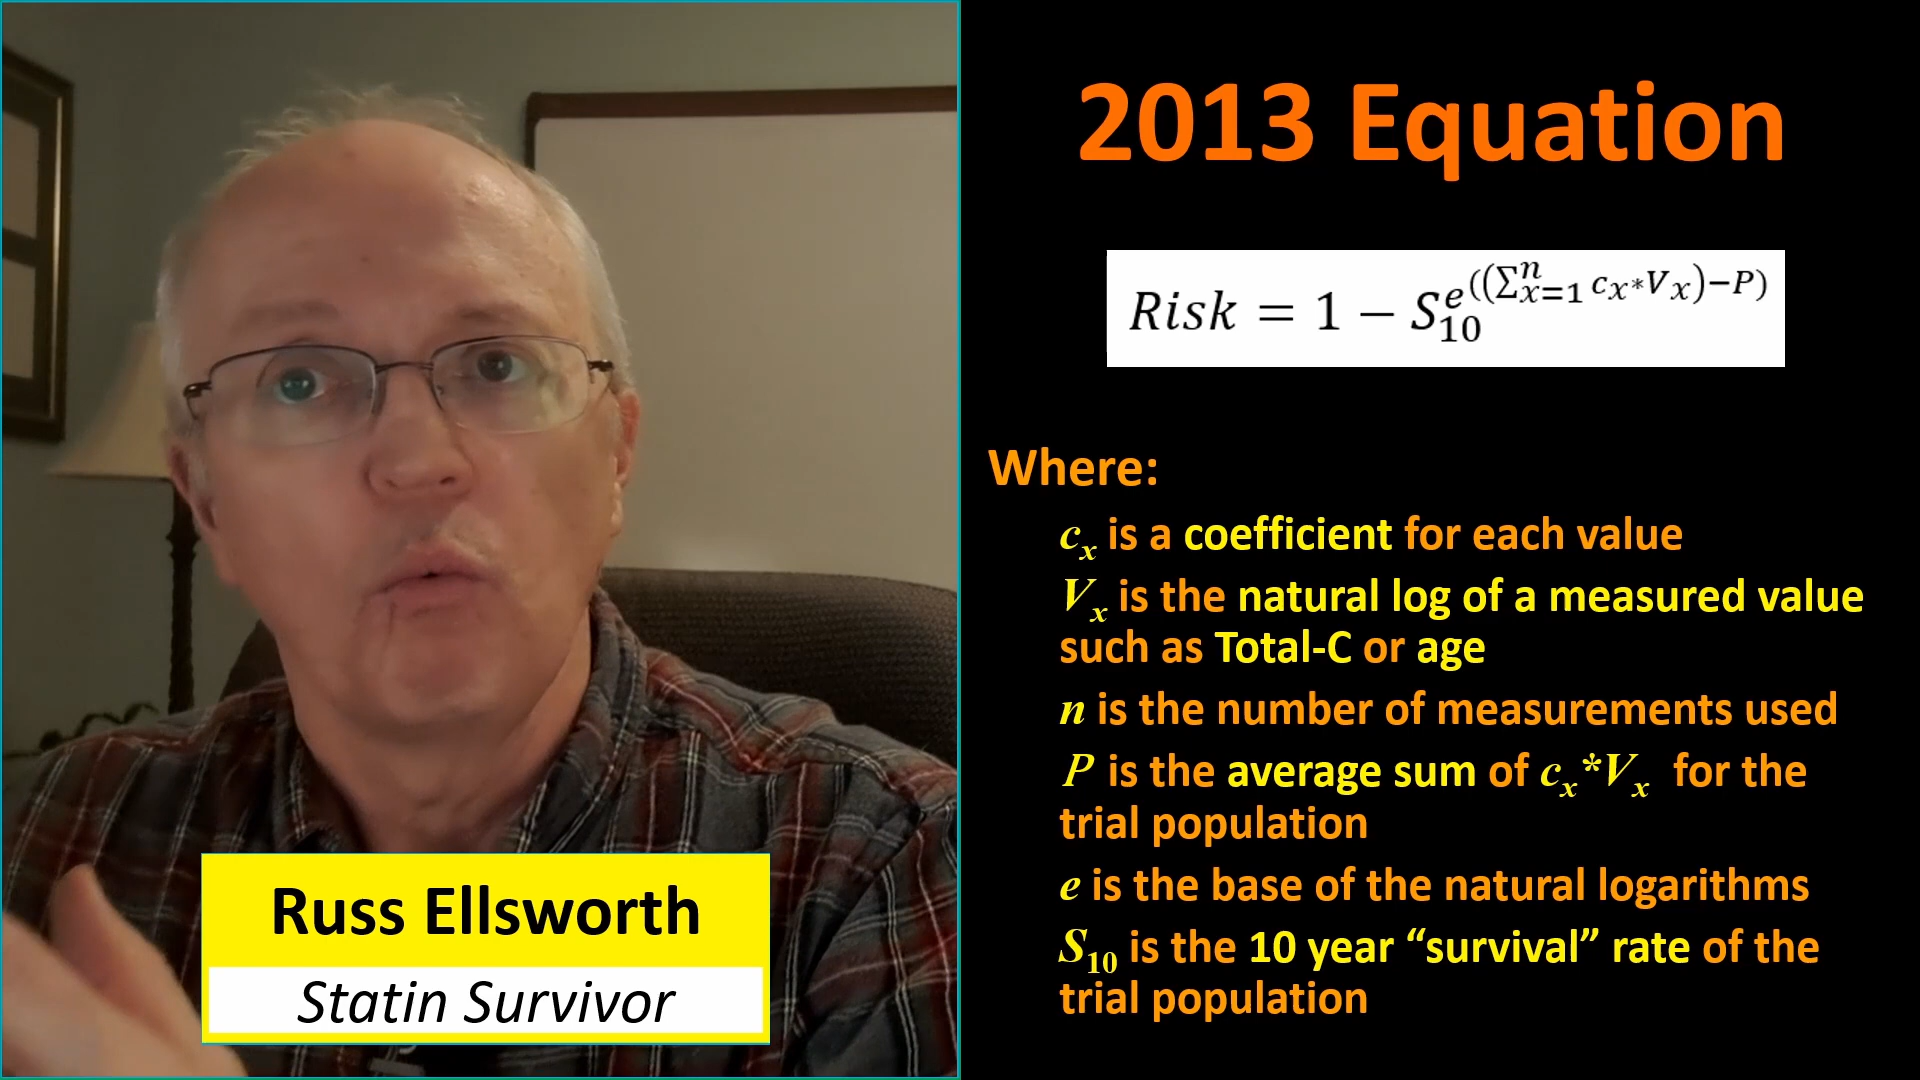 2013 Equation
Risk = 1 − S₁₀^e^((∑ⁿₓ₌₁ cₓ*Vₓ)−P)
Where:
cₓ is a coefficient for each value
Vₓ is the natural log of a measured value
such as Total-C or age
n is the number of measurements used
P is the average sum of cₓ*Vₓ for the
trial population
e is the base of the natural logarithms
S₁₀ is the 10 year “survival” rate of the
trial population
Russ Ellsworth
Statin Survivor